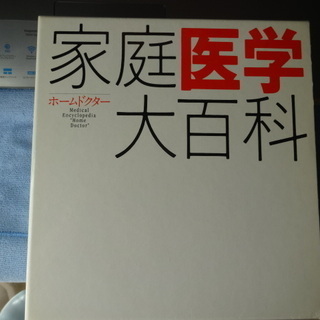 家庭医学
ホームドクター
大百科
Medical
Encyclopedia
"Home
Doctor"